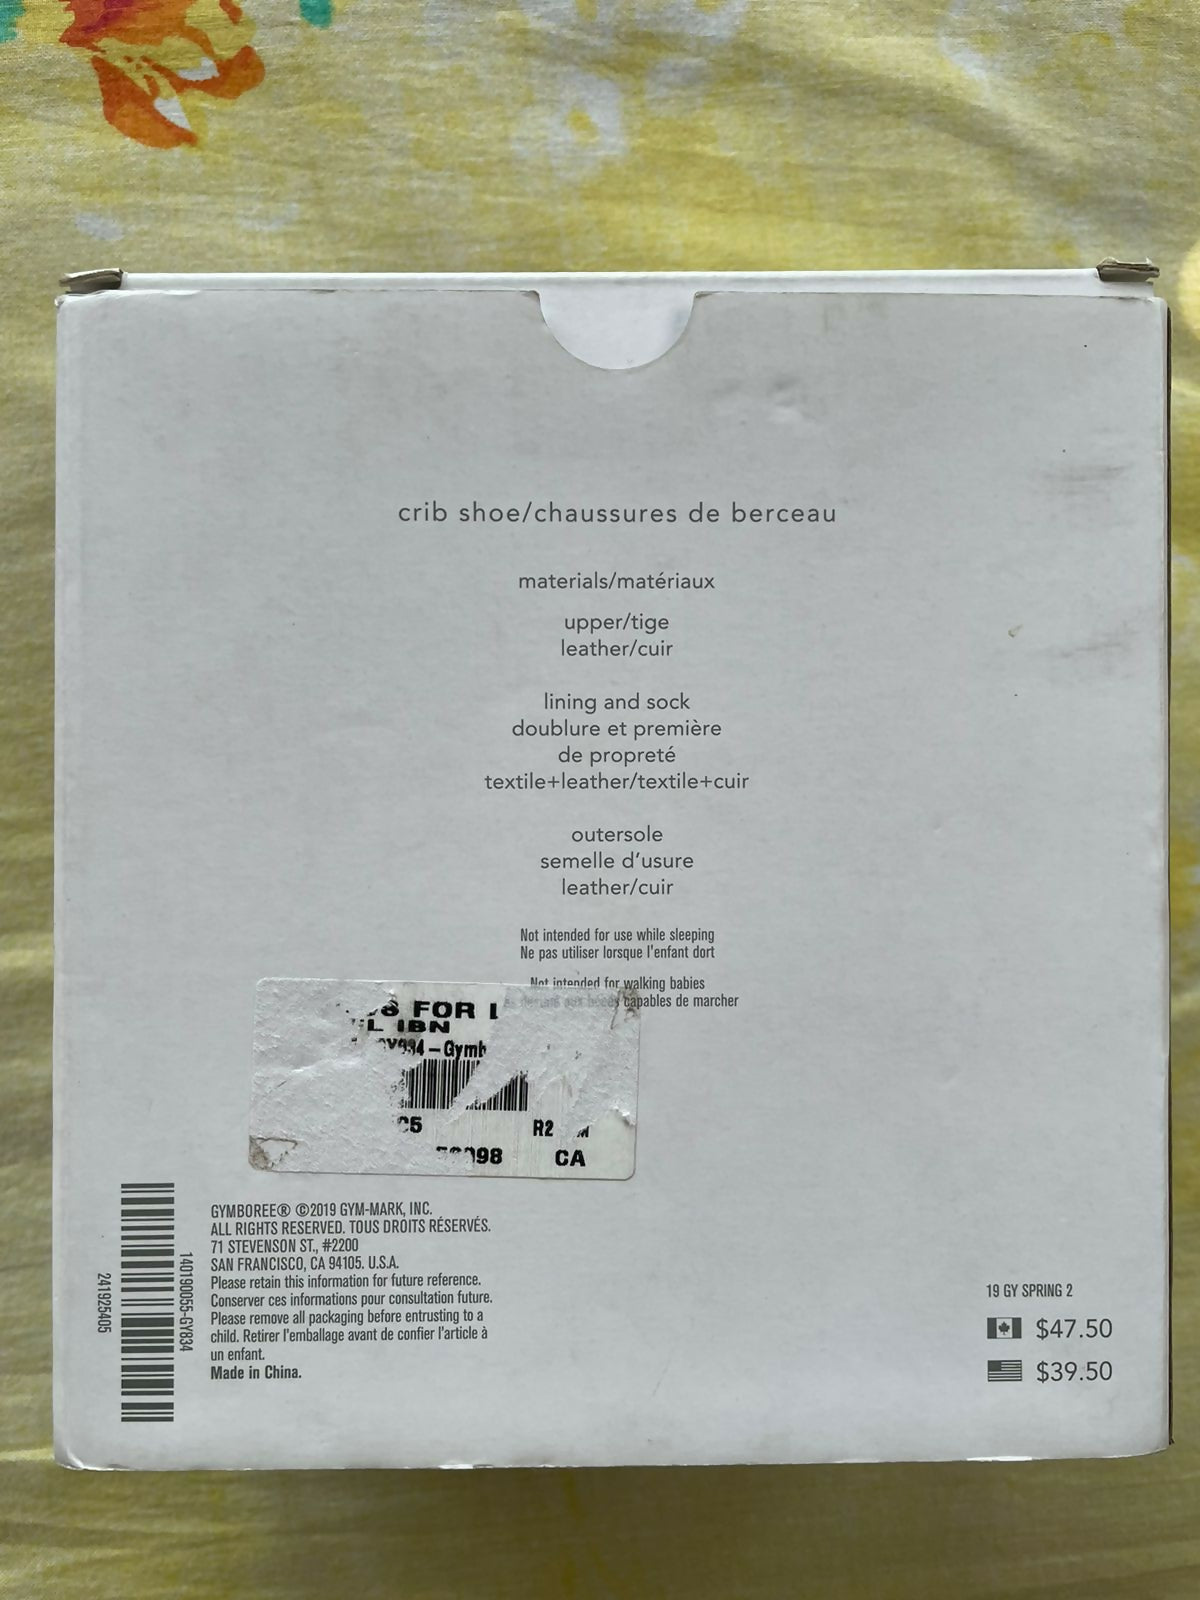 crib shoe/chaussures de berceau
materials/matériaux
upper/tige
leather/cuir
lining and sock
doublure et première
de propreté
textile+leather/textile+cuir
outersole
semelle d'usure
leather/cuir
Not intended for use while sleeping
Ne pas utiliser lorsque l'enfant dort
Not intended for walking babies
capables de marcher
FOR
IBN
Gymb
R2
98
CA
GYMBOREE® ©2019 GYM-MARK, INC.
ALL RIGHTS RESERVED. TOUS DROITS RÉSERVÉS.
71 STEVENSON ST., #2200
SAN FRANCISCO, CA 94105. U.S.A.
Please retain this information for future reference.
Conserver ces informations pour consultation future.
Please remove all packaging before entrusting to a
child. Retirer l'emballage avant de confier l'article à
un enfant.
Made in China.
140190055-GY834
241925405
19 GY SPRING 2
$47.50
$39.50